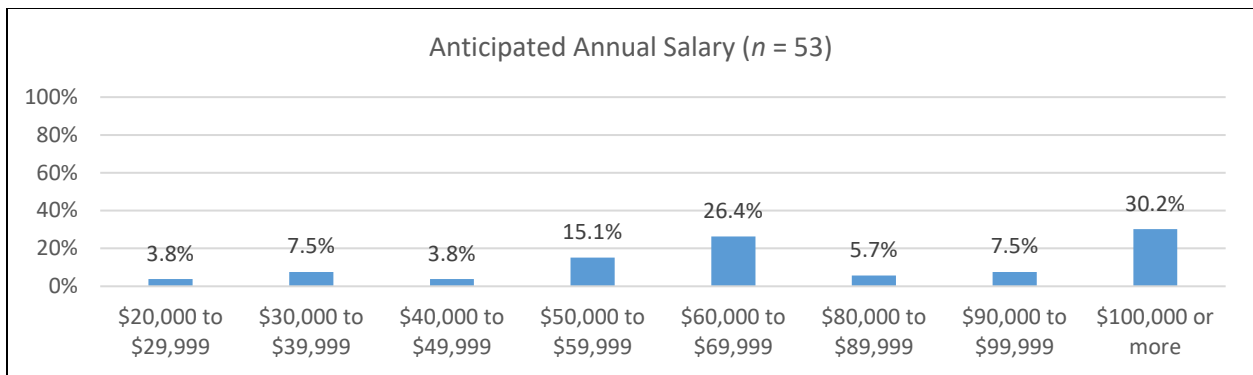 Anticipated Annual Salary (n = 53)
100%
80%
60%
40%
20%
0%
3.8%
7.5%
3.8%
15.1%
26.4%
5.7%
7.5%
30.2%
$20,000 to
$29,999
$30,000 to
$39,999
$40,000 to
$49,999
$50,000 to
$59,999
$60,000 to
$69,999
$80,000 to
$89,999
$90,000 to
$99,999
$100,000 or
more